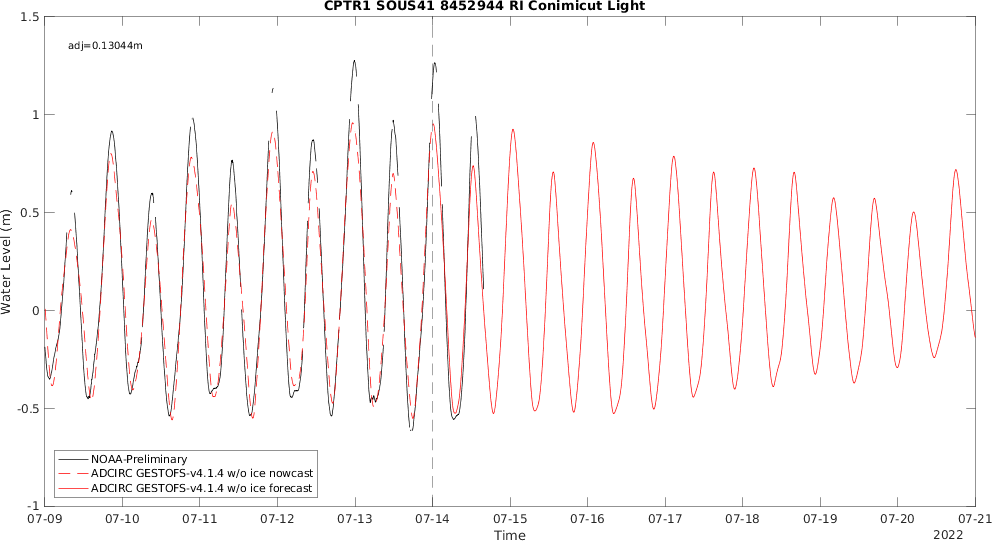 CPTR1 SOUS41 8452944 RI Conimicut Light
adj=0.13044m
1.5
1
0.5
0
-0.5
-1
Water Level (m)
NOAA-Preliminary
ADCIRC GESTOFS-v4.1.4 w/o ice nowcast
ADCIRC GESTOFS-v4.1.4 w/o ice forecast
07-09 07-10 07-11 07-12 07-13 07-14 07-15 07-16 07-17 07-18 07-19 07-20 07-21
Time
2022